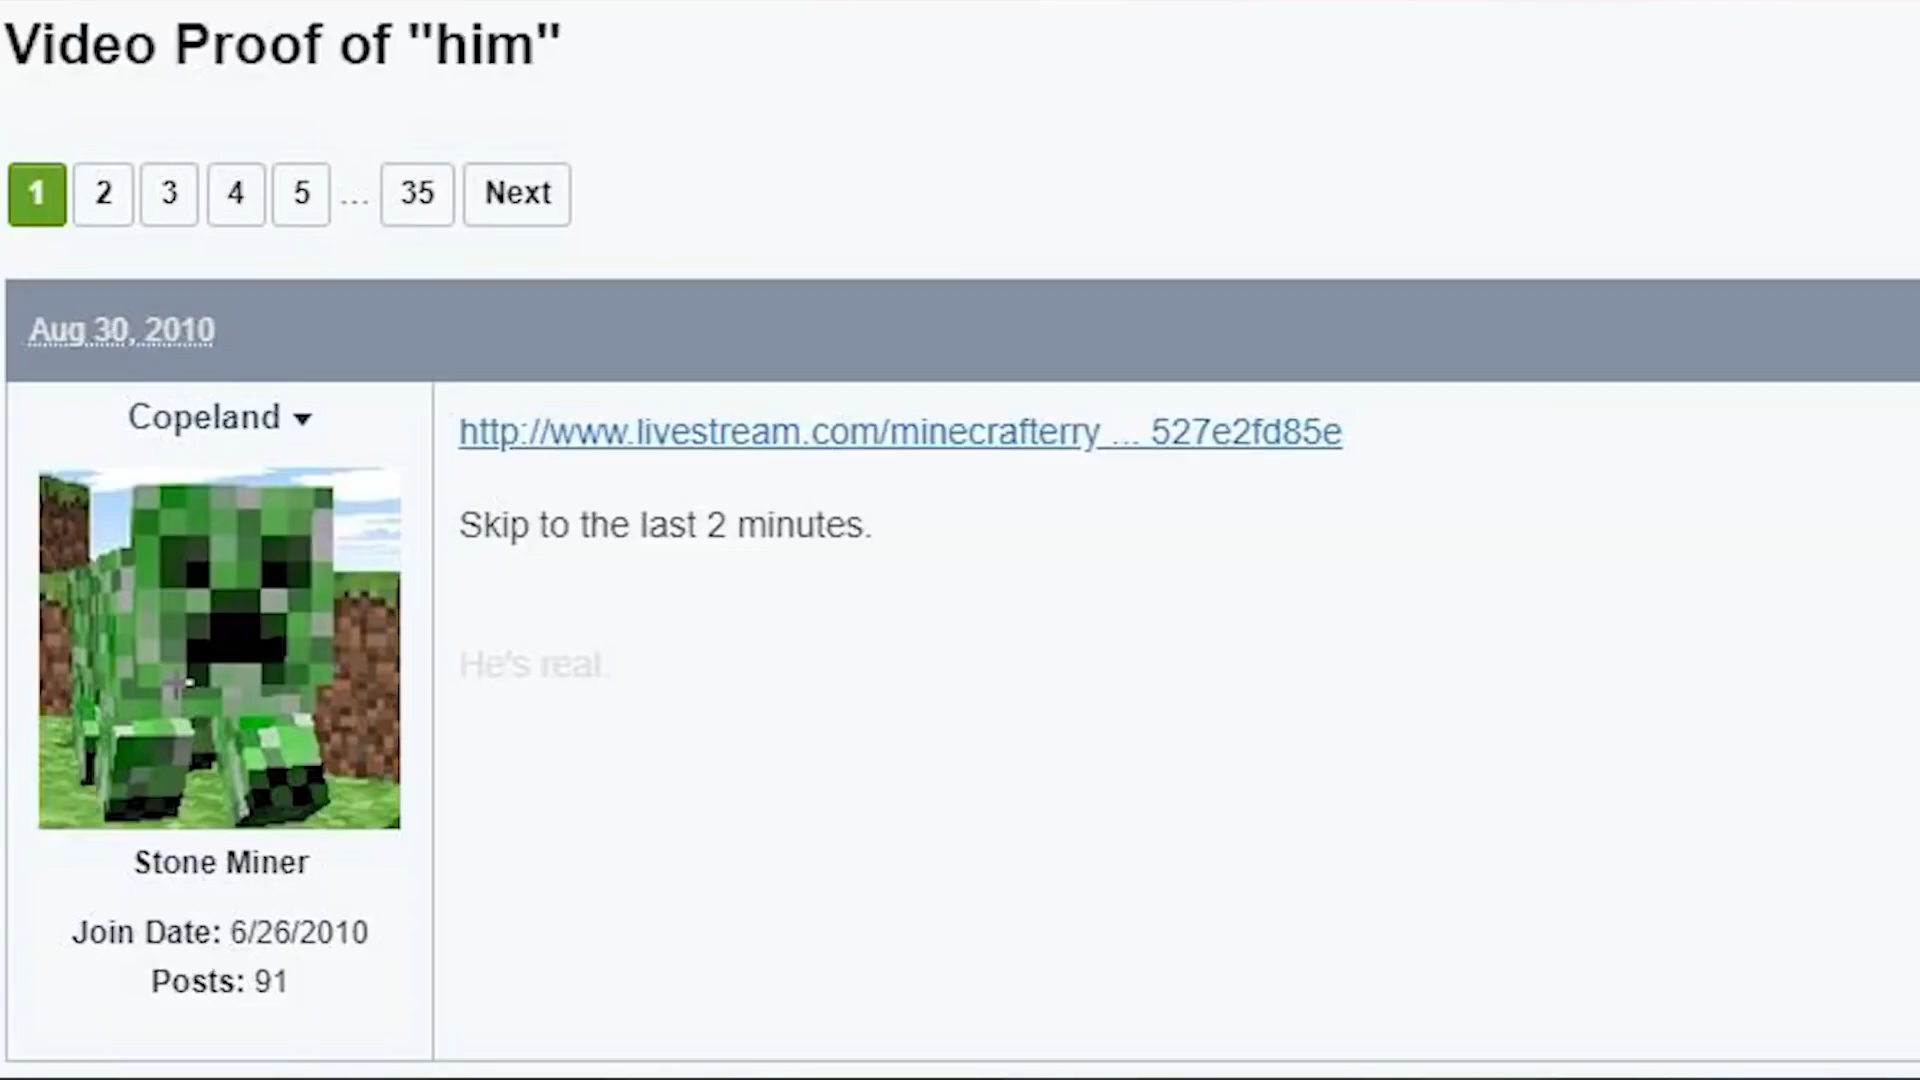 Video Proof of "him"
1 2 3 4 5 ... 35 Next
Aug 30, 2010
Copeland
http://www.livestream.com/minecrafterry ... 527e2fd85e
Skip to the last 2 minutes.
He's real.
Stone Miner
Join Date: 6/26/2010
Posts: 91